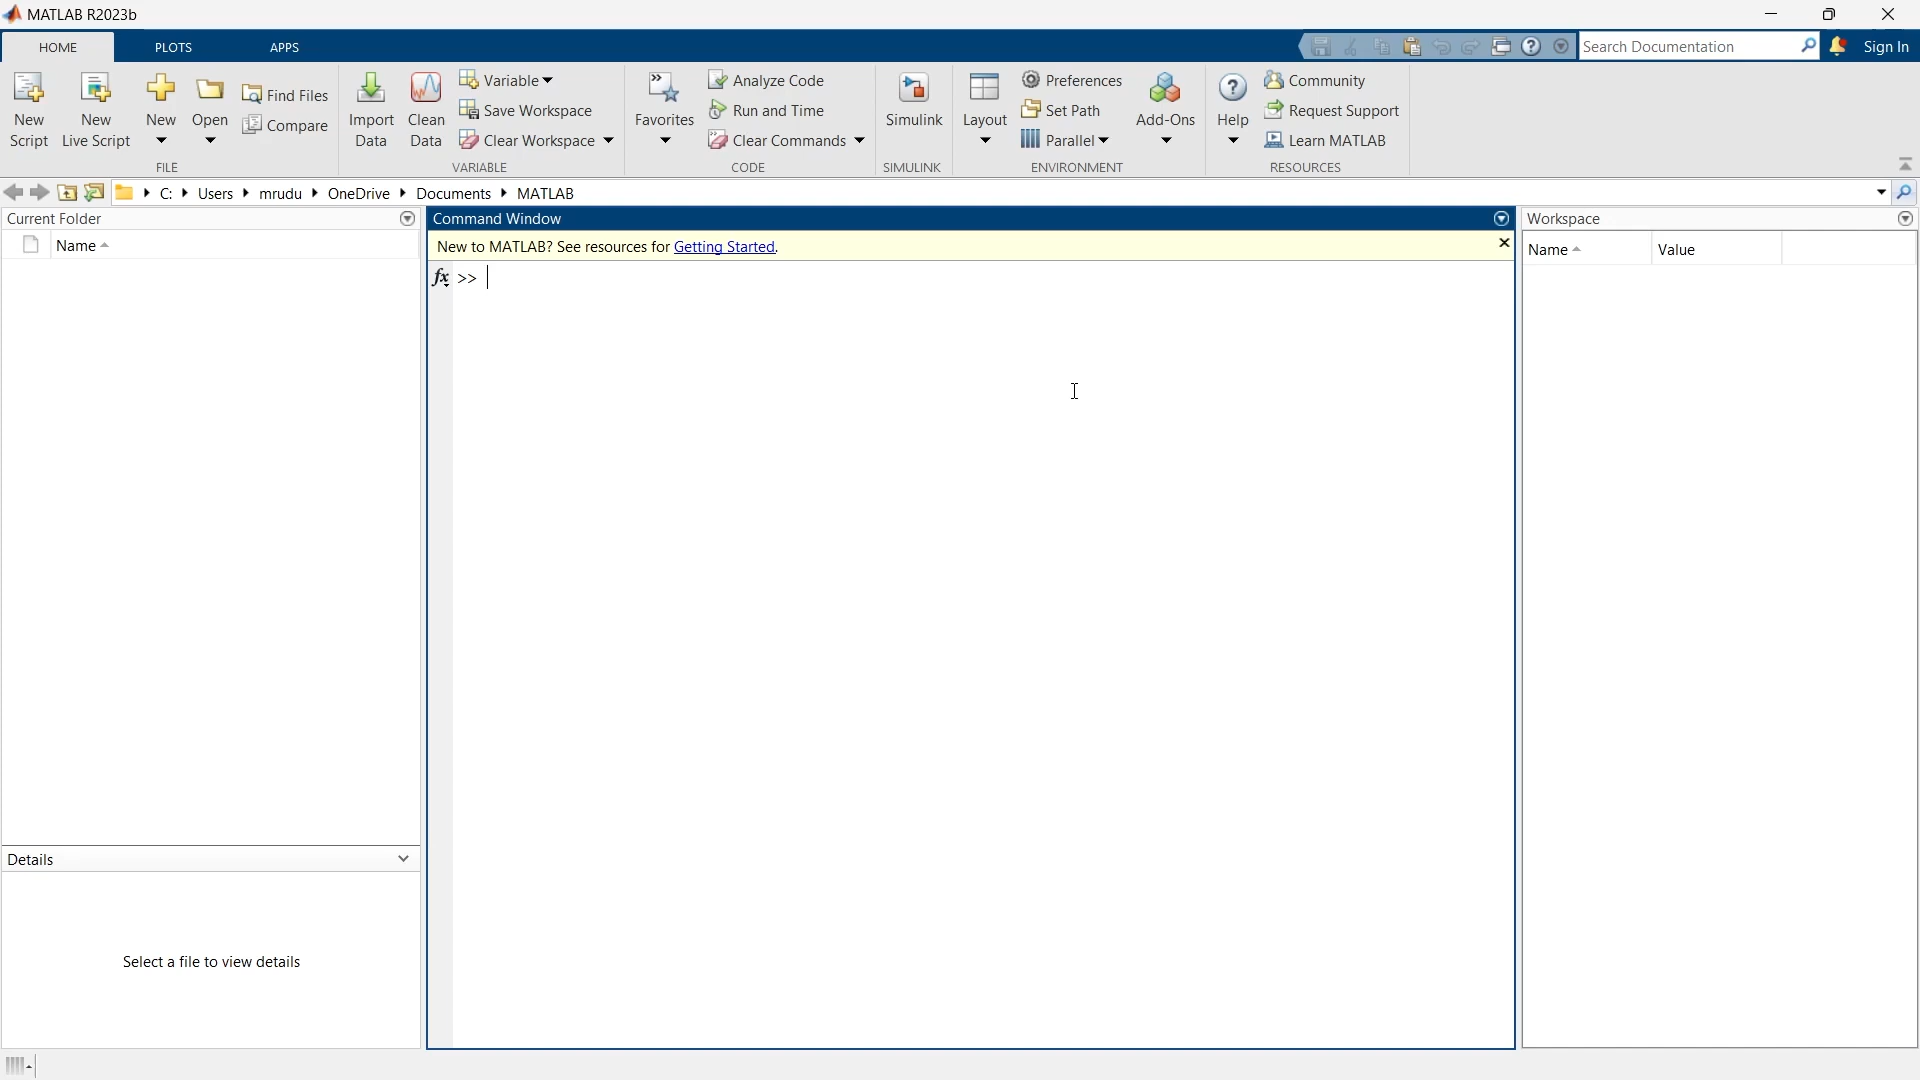 MATLAB R2023b
HOME PLOTS APPS Search Documentation Sign In
New Script New Live Script New Open Find Files Compare
FILE
Import Data Clean Data Variable Save Workspace Clear Workspace
VARIABLE
Favorites Analyze Code Run and Time Clear Commands
CODE
Simulink
SIMULINK
Layout Preferences Set Path Parallel Add-Ons
ENVIRONMENT
Help Community Request Support Learn MATLAB
RESOURCES
C: Users mrudu OneDrive Documents MATLAB
Current Folder
Name
Command Window
New to MATLAB? See resources for Getting Started.
fx >>
Workspace
Name Value
Details
Select a file to view details